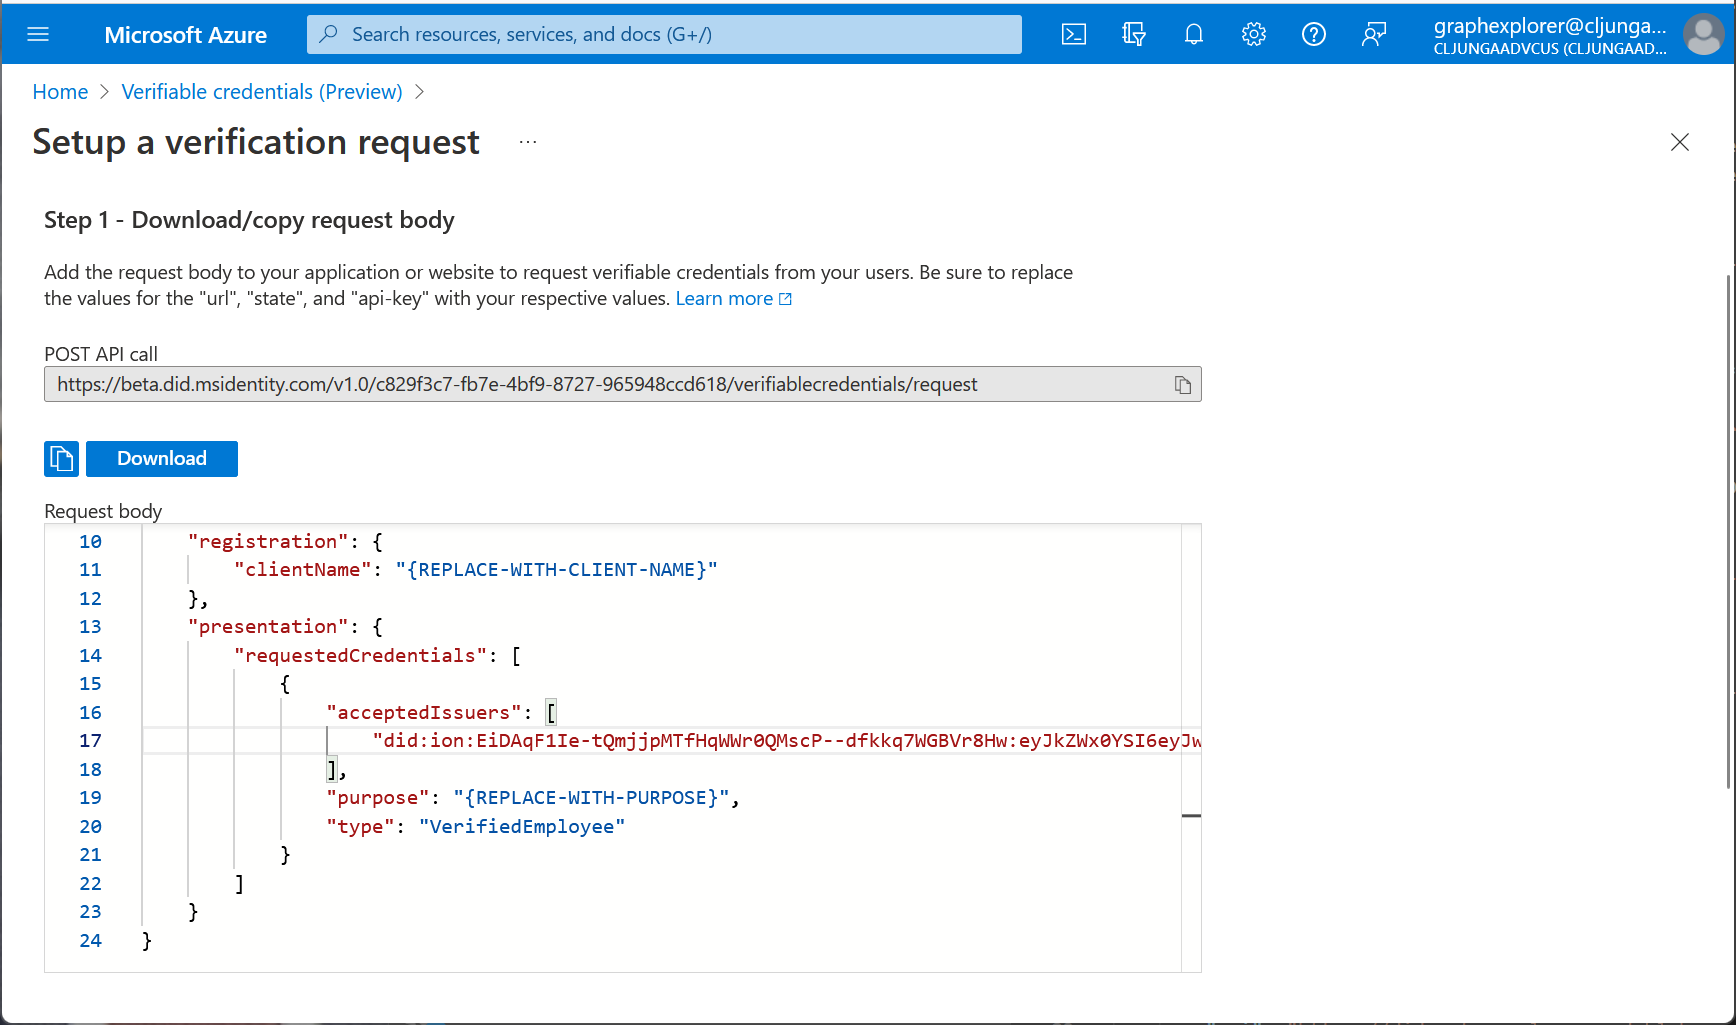 Microsoft Azure
Search resources, services, and docs (G+/)
graphexplorer@cljunga...
CLJUNGAADVCUS (CLJUNGAAD...
Home > Verifiable credentials (Preview) >
Setup a verification request ...
Step 1 - Download/copy request body
Add the request body to your application or website to request verifiable credentials from your users. Be sure to replace
the values for the "url", "state", and "api-key" with your respective values. Learn more
POST API call
https://beta.did.msidentity.com/v1.0/c829f3c7-fb7e-4bf9-8727-965948ccd618/verifiablecredentials/request
Download
Request body
10 "registration": {
11 "clientName": "{REPLACE-WITH-CLIENT-NAME}"
12 },
13 "presentation": {
14 "requestedCredentials": [
15 {
16 "acceptedIssuers": [
17 "did:ion:EiDAqF1Ie-tQmjjpMTfHqWWr0QMscP--dfkkq7WGBVr8Hw:eyJkZWx0YSI6eyJw
18 ],
19 "purpose": "{REPLACE-WITH-PURPOSE}",
20 "type": "VerifiedEmployee"
21 }
22 ]
23 }
24 }